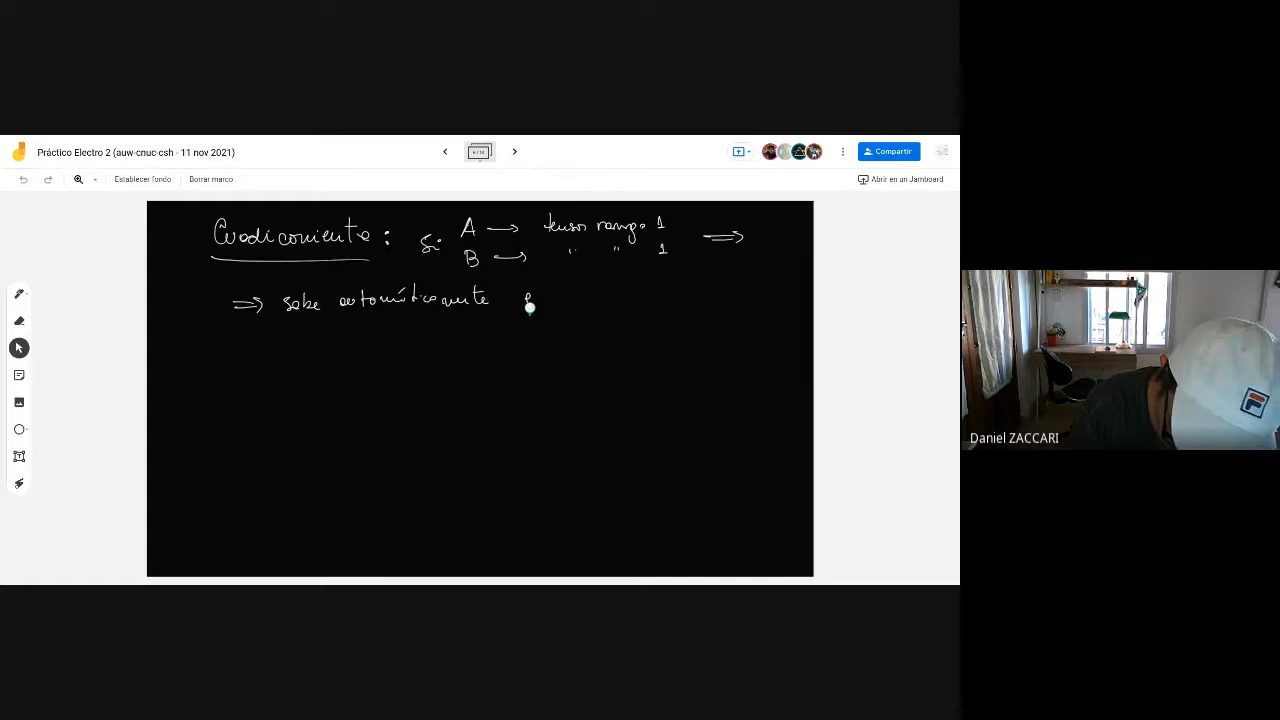 Práctico Electro 2 (auw-cnuc-csh - 11 nov 2021)
Compartir
Establecer fondo
Borrar marco
Abrir en un Jamboard
Cuadicorriente: Si A → tensor rango 1 ⇒
B → " " 1
⇒ sabe automáticamente
Daniel ZACCARI